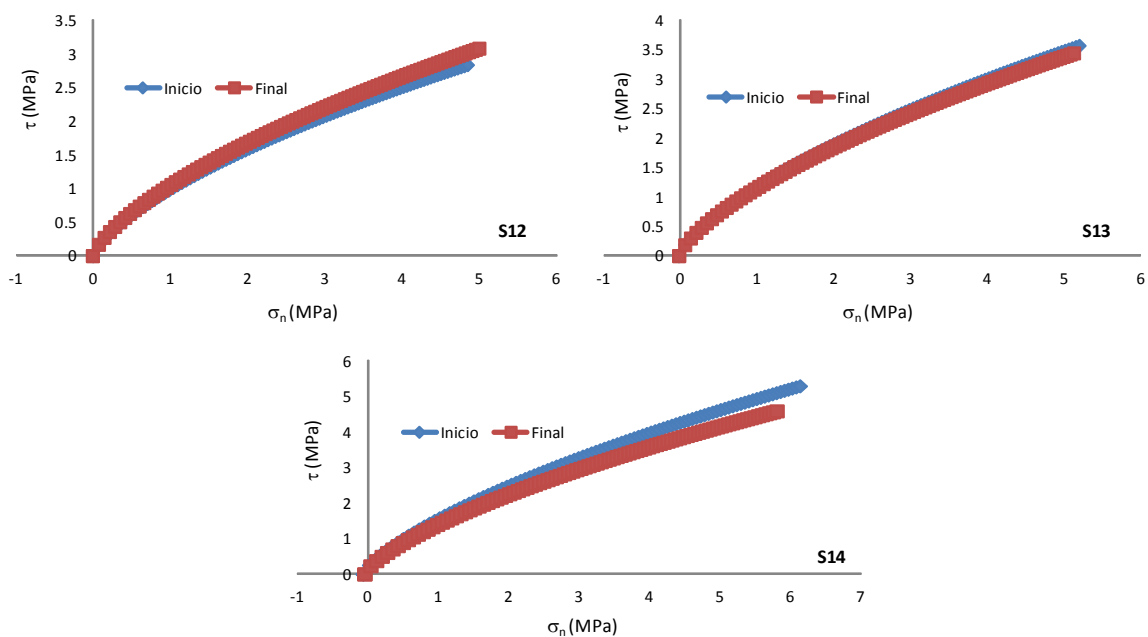 3.5
3
2.5
2
1.5
1
0.5
0
τ (MPa)
Inicio Final
S12
-1 0 1 2 3 4 5 6
σn (MPa)
4
3.5
3
2.5
2
1.5
1
0.5
0
τ (MPa)
Inicio Final
S13
-1 0 1 2 3 4 5 6
σn (MPa)
6
5
4
3
2
1
0
τ (MPa)
Inicio Final
S14
-1 0 1 2 3 4 5 6 7
σn (MPa)